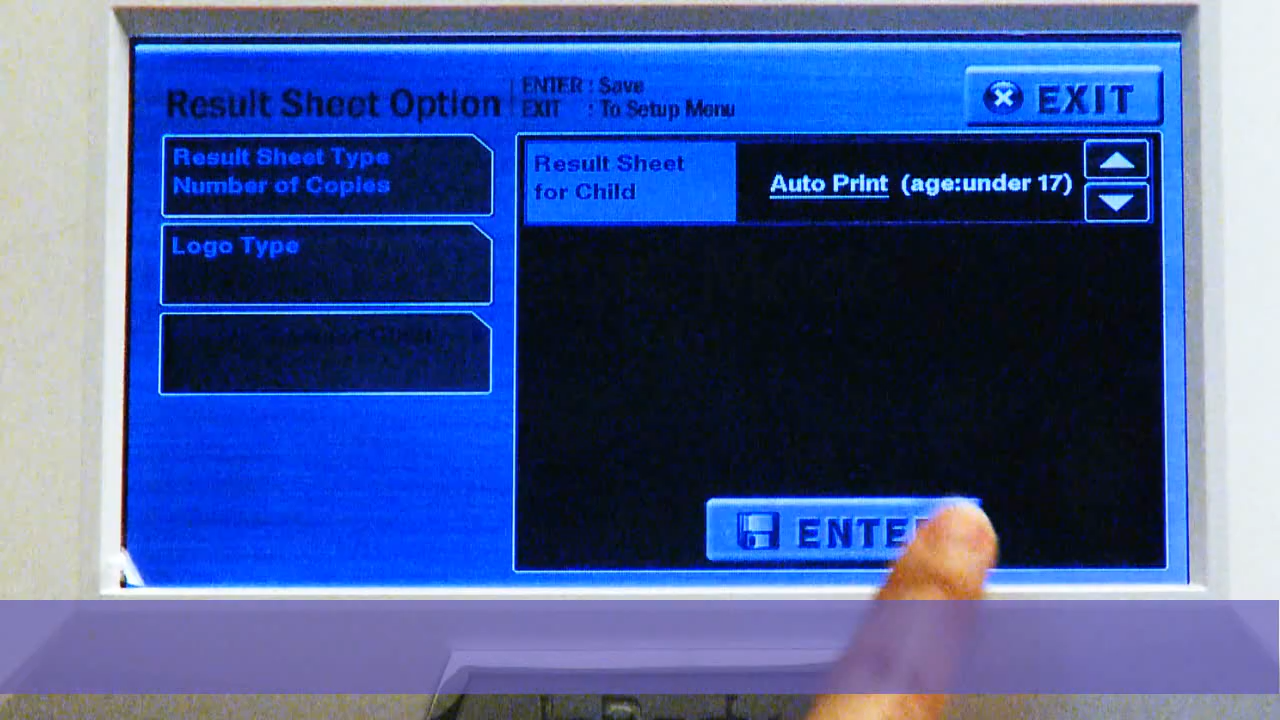 Result Sheet Option
ENTER : Save
EXIT : To Setup Menu
EXIT
Result Sheet Type
Number of Copies
Logo Type
Result Sheet
for Child
Auto Print (age:under 17)